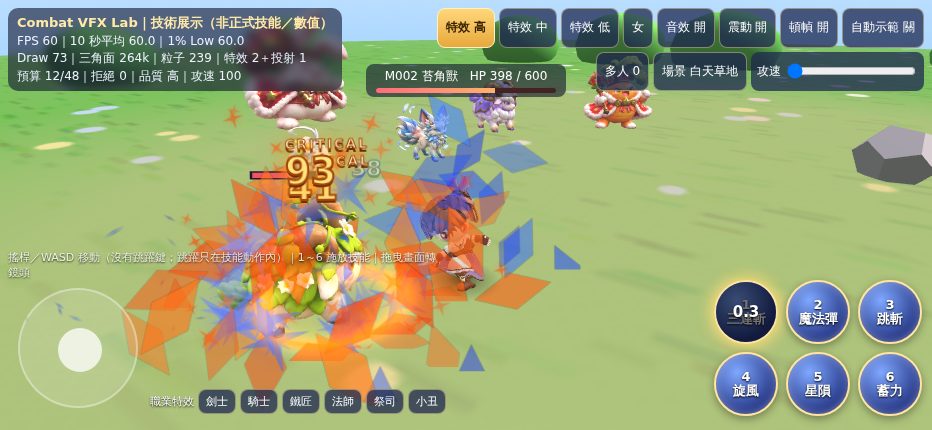 Combat VFX Lab｜技術展示（非正式技能／數值）
FPS 60｜10 秒平均 60.0｜1% Low 60.0
Draw 73｜三角面 264k｜粒子 239｜特效 2＋投射 1
預算 12/48｜拒絕 0｜品質 高｜攻速 100
特效 高
特效 中
特效 低
女
音效 開
震動 開
頓幀 開
自動示範 關
多人 0
場景 白天草地
攻速
M002 苔角獸 HP 398 / 600
CRITICAL
CAL
93
38
41
搖桿／WASD 移動（沒有跳躍鍵；跳躍只在技能動作內）｜1~6 施放技能｜拖曳畫面轉
鏡頭
1
三連斬
0.3
2
魔法彈
3
跳斬
4
旋風
5
星隕
6
蓄力
職業特效
劍士
騎士
鐵匠
法師
祭司
小丑